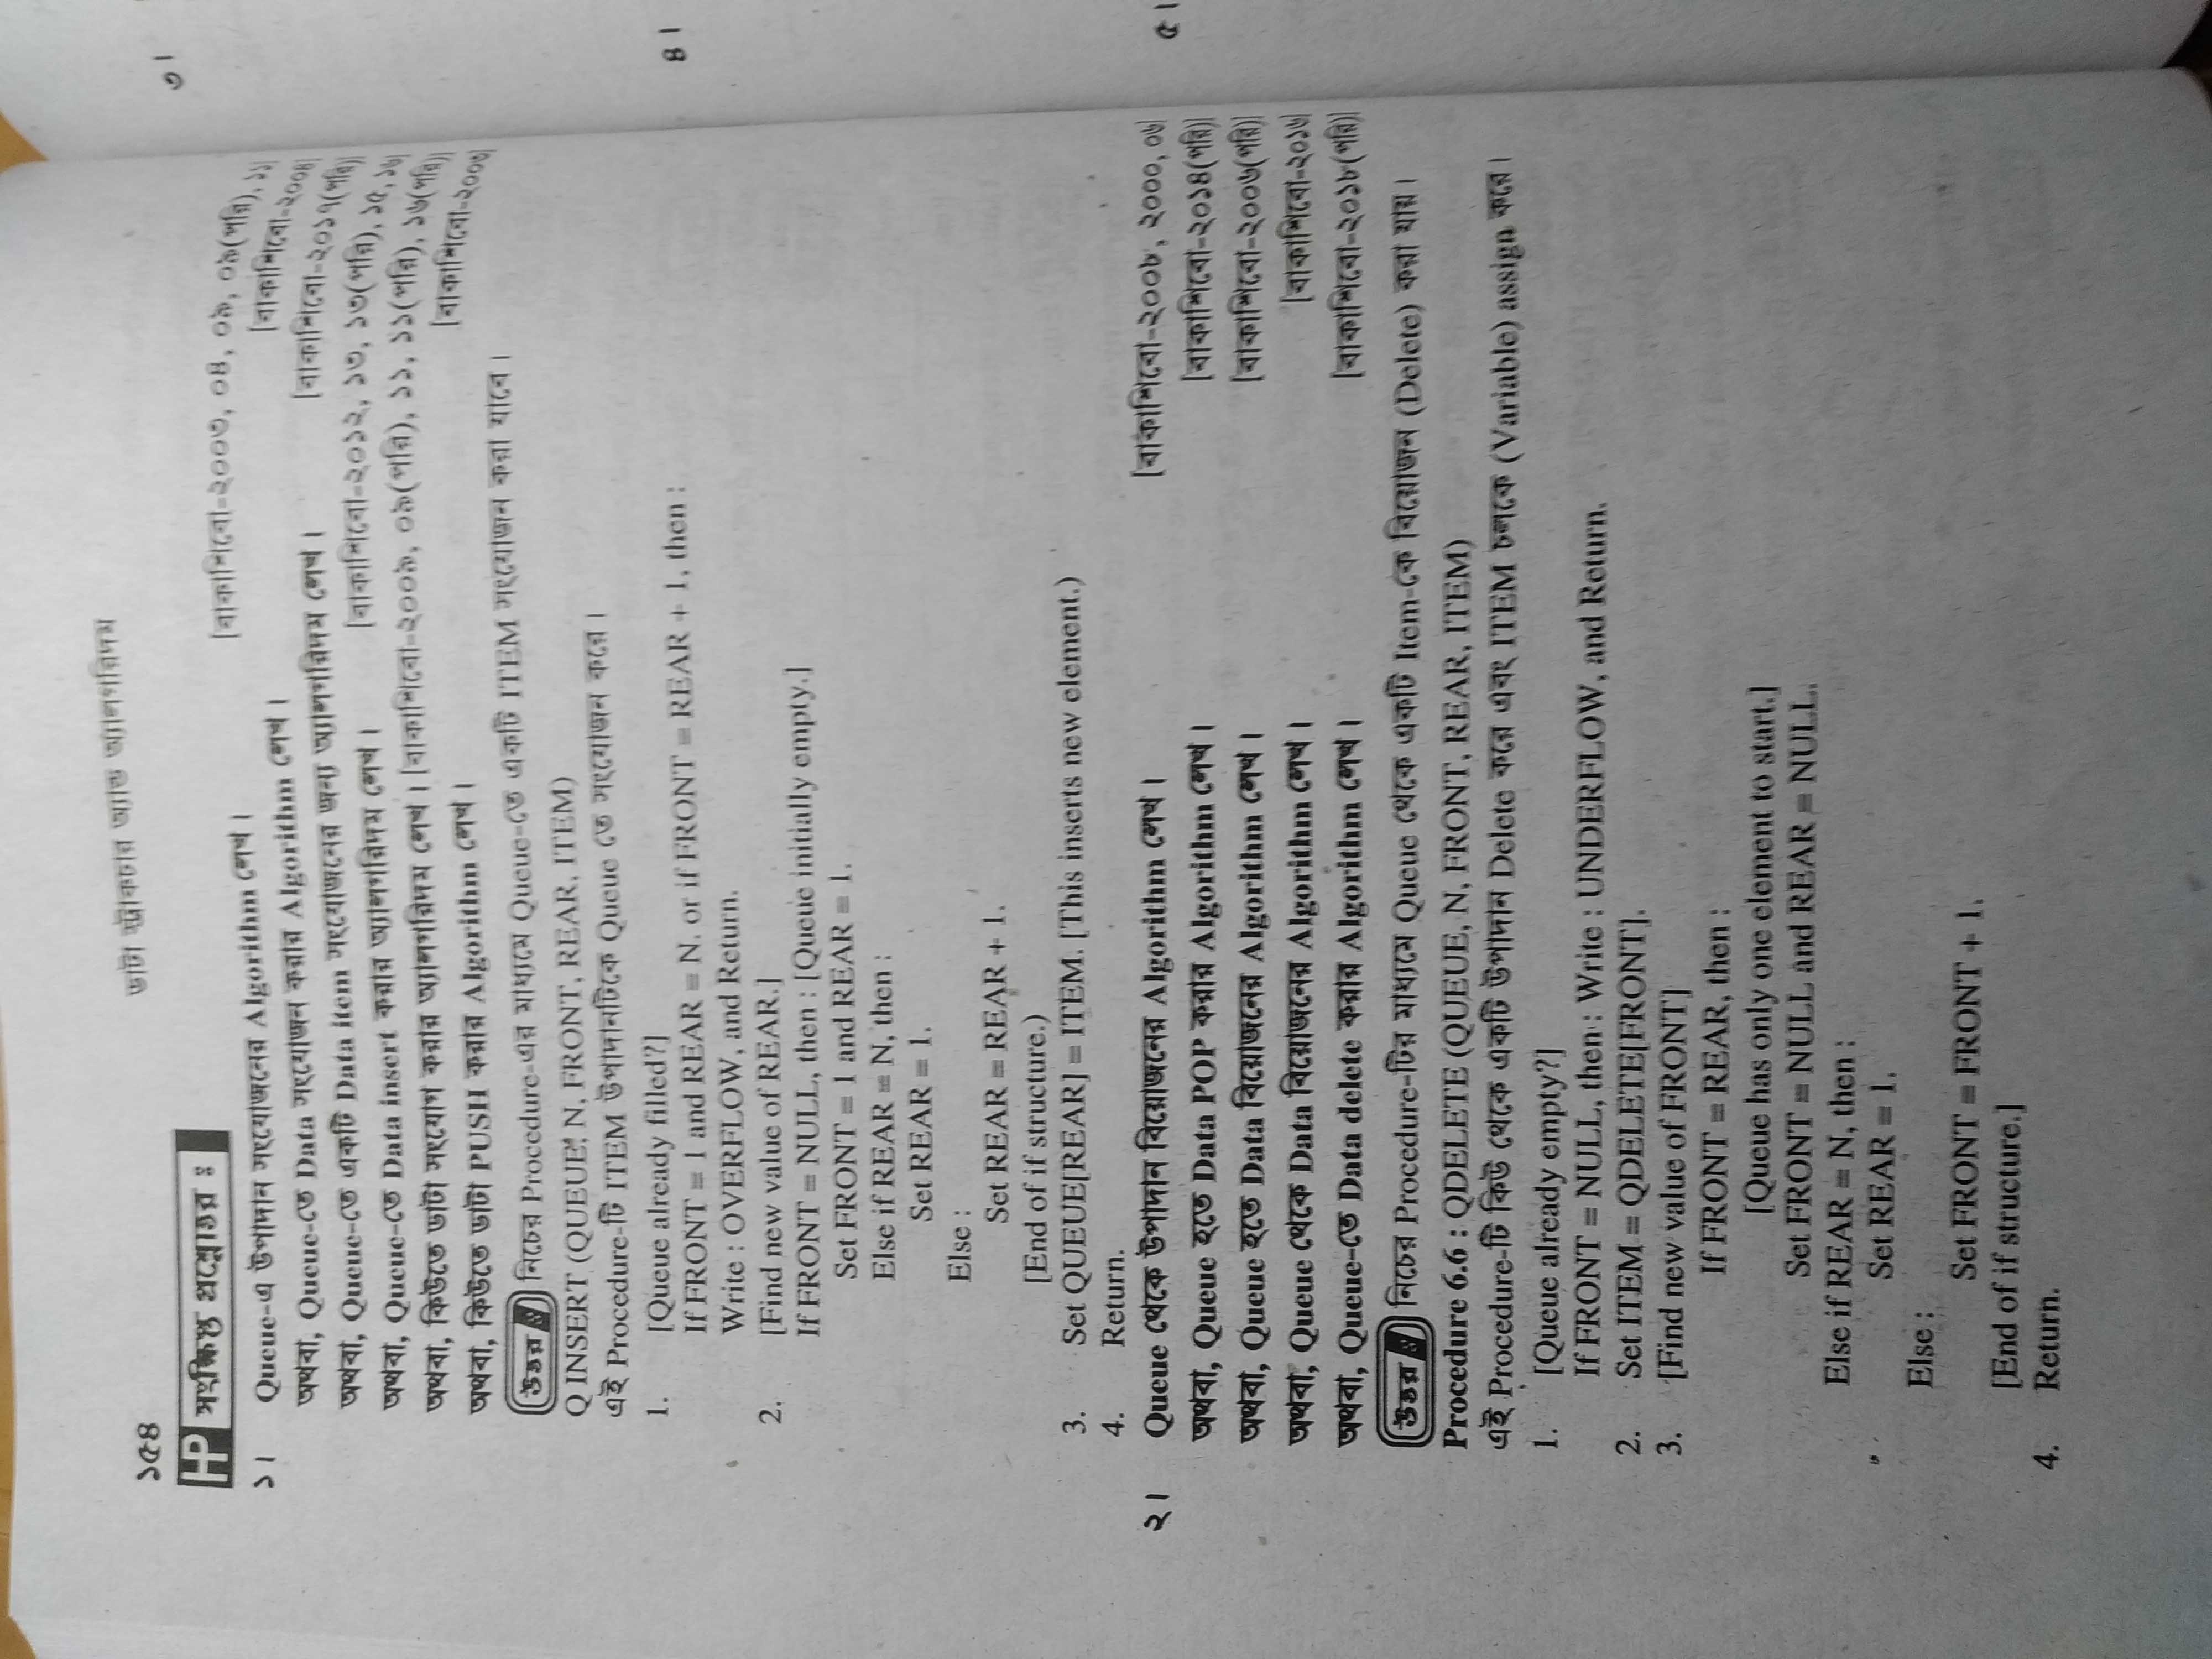 ১৫৪
ডাটা স্ট্রাকচার অ্যান্ড অ্যালগরিদম
HP সংক্ষিপ্ত প্রশ্নোত্তর ঃ
১। Queue-এ উপাদান সংযোজনের Algorithm লেখ। [বাকাশিবো-২০০৩, ০৪, ০৯, ০৯(পরি), ১১]
অথবা, Queue-তে Data সংযোজন করার Algorithm লেখ। [বাকাশিবো-২০০৪]
অথবা, Queue-তে একটি Data item সংযোজনের জন্য অ্যালগরিদম লেখ। [বাকাশিবো-২০১৭(পরি)]
অথবা, Queue-তে Data insert করার অ্যালগরিদম লেখ। [বাকাশিবো-২০১২, ১৩, ১৩(পরি), ১৫, ১৬]
অথবা, কিউতে ডাটা সংযোগ করার অ্যালগরিদম লেখ। [বাকাশিবো-২০০৯, ০৯(পরি), ১১, ১১(পরি), ১৬(পরি)]
অথবা, কিউতে ডাটা PUSH করার Algorithm লেখ। [বাকাশিবো-২০০৩]
উত্তর নিচের Procedure-এর মাধ্যমে Queue-তে একটি ITEM সংযোজন করা যাবে।
Q INSERT (QUEUE, N, FRONT, REAR, ITEM)
এই Procedure-টি ITEM উপাদানটিকে Queue তে সংযোজন করে।
1. [Queue already filled?]
If FRONT = 1 and REAR = N, or if FRONT = REAR + 1, then :
Write : OVERFLOW, and Return.
2. [Find new value of REAR.]
If FRONT = NULL, then : [Queue initially empty.]
Set FRONT = 1 and REAR = 1.
Else if REAR = N, then :
Set REAR = 1.
Else :
Set REAR = REAR + 1.
[End of if structure.)
3. Set QUEUE[REAR] = ITEM. [This inserts new element.)
4. Return.
২। Queue থেকে উপাদান বিয়োজনের Algorithm লেখ। [বাকাশিবো-২০০৮, ২০০০, ০৬]
অথবা, Queue হতে Data POP করার Algorithm লেখ। [বাকাশিবো-২০১৪(পরি)]
অথবা, Queue হতে Data বিয়োজনের Algorithm লেখ। [বাকাশিবো-২০০৬(পরি)]
অথবা, Queue থেকে Data বিয়োজনের Algorithm লেখ। [বাকাশিবো-২০১৬]
অথবা, Queue-তে Data delete করার Algorithm লেখ। [বাকাশিবো-২০১৮(পরি)]
উত্তর নিচের Procedure-টির মাধ্যমে Queue থেকে একটি Item-কে বিয়োজন (Delete) করা যায়।
Procedure 6.6 : QDELETE (QUEUE, N, FRONT, REAR, ITEM)
এই Procedure-টি কিউ থেকে একটি উপাদান Delete করে এবং ITEM চলকে (Variable) assign করে।
1. [Queue already empty?]
If FRONT = NULL, then : Write : UNDERFLOW, and Return.
2. Set ITEM = QDELETE[FRONT].
3. [Find new value of FRONT]
If FRONT = REAR, then :
[Queue has only one element to start.]
Set FRONT = NULL and REAR = NULL.
Else if REAR = N, then :
Set REAR = 1.
Else :
Set FRONT = FRONT + 1.
[End of if structure.]
4. Return.
৩।
৪।
৫।